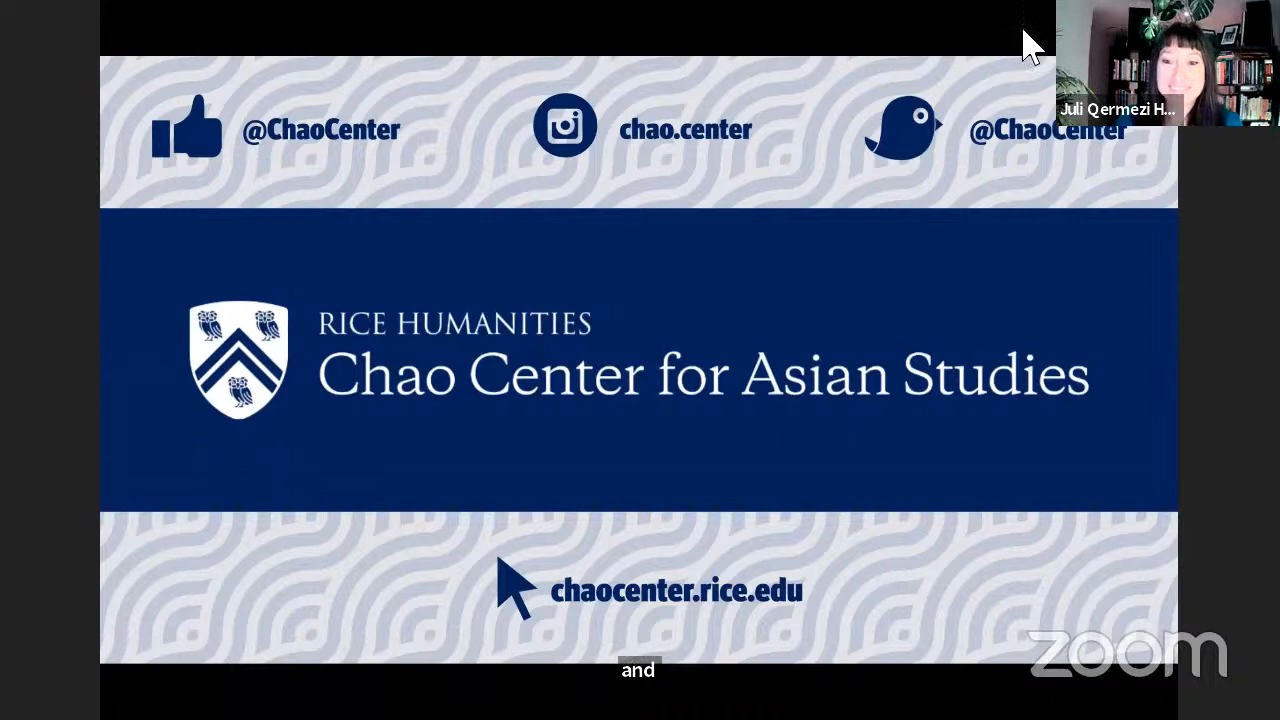 Juli Qermezi H...
@ChaoCenter
chao.center
@ChaoCenter
RICE HUMANITIES
Chao Center for Asian Studies
chaocenter.rice.edu
zoom
and